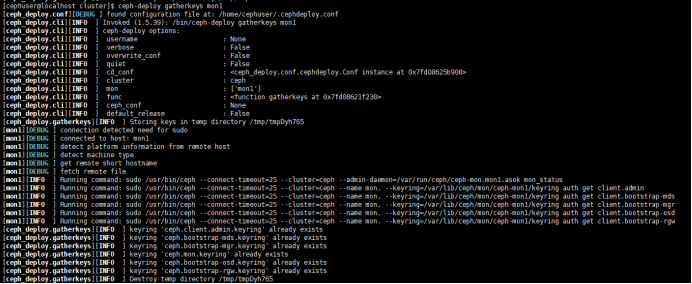 [cephuser@localhost cluster]$ ceph-deploy gatherkeys mon1
[ceph_deploy.conf][DEBUG ] found configuration file at: /home/cephuser/.cephdeploy.conf
[ceph_deploy.cli][INFO  ] Invoked (1.5.39): /bin/ceph-deploy gatherkeys mon1
[ceph_deploy.cli][INFO  ] ceph-deploy options:
[ceph_deploy.cli][INFO  ]  username                      : None
[ceph_deploy.cli][INFO  ]  verbose                       : False
[ceph_deploy.cli][INFO  ]  overwrite_conf                : False
[ceph_deploy.cli][INFO  ]  quiet                         : False
[ceph_deploy.cli][INFO  ]  cd_conf                       : <ceph_deploy.conf.cephdeploy.Conf instance at 0x7fd08625b908>
[ceph_deploy.cli][INFO  ]  cluster                       : ceph
[ceph_deploy.cli][INFO  ]  mon                           : ['mon1']
[ceph_deploy.cli][INFO  ]  func                          : <function gatherkeys at 0x7fd08621f230>
[ceph_deploy.cli][INFO  ]  ceph_conf                     : None
[ceph_deploy.cli][INFO  ]  default_release               : False
[ceph_deploy.gatherkeys][INFO  ] Storing keys in temp directory /tmp/tmpDyh765
[mon1][DEBUG ] connection detected need for sudo
[mon1][DEBUG ] connected to host: mon1
[mon1][DEBUG ] detect platform information from remote host
[mon1][DEBUG ] detect machine type
[mon1][DEBUG ] get remote short hostname
[mon1][DEBUG ] fetch remote file
[mon1][INFO  ] Running command: sudo /usr/bin/ceph --connect-timeout=25 --cluster=ceph --admin-daemon=/var/run/ceph/ceph-mon.mon1.asok mon_status
[mon1][INFO  ] Running command: sudo /usr/bin/ceph --connect-timeout=25 --cluster=ceph --name mon. --keyring=/var/lib/ceph/mon/ceph-mon1/keyring auth get client.admin
[mon1][INFO  ] Running command: sudo /usr/bin/ceph --connect-timeout=25 --cluster=ceph --name mon. --keyring=/var/lib/ceph/mon/ceph-mon1/keyring auth get client.bootstrap-mds
[mon1][INFO  ] Running command: sudo /usr/bin/ceph --connect-timeout=25 --cluster=ceph --name mon. --keyring=/var/lib/ceph/mon/ceph-mon1/keyring auth get client.bootstrap-mgr
[mon1][INFO  ] Running command: sudo /usr/bin/ceph --connect-timeout=25 --cluster=ceph --name mon. --keyring=/var/lib/ceph/mon/ceph-mon1/keyring auth get client.bootstrap-osd
[mon1][INFO  ] Running command: sudo /usr/bin/ceph --connect-timeout=25 --cluster=ceph --name mon. --keyring=/var/lib/ceph/mon/ceph-mon1/keyring auth get client.bootstrap-rgw
[ceph_deploy.gatherkeys][INFO  ] keyring 'ceph.client.admin.keyring' already exists
[ceph_deploy.gatherkeys][INFO  ] keyring 'ceph.bootstrap-mds.keyring' already exists
[ceph_deploy.gatherkeys][INFO  ] keyring 'ceph.bootstrap-mgr.keyring' already exists
[ceph_deploy.gatherkeys][INFO  ] keyring 'ceph.mon.keyring' already exists
[ceph_deploy.gatherkeys][INFO  ] keyring 'ceph.bootstrap-osd.keyring' already exists
[ceph_deploy.gatherkeys][INFO  ] keyring 'ceph.bootstrap-rgw.keyring' already exists
[ceph_deploy.gatherkeys][INFO  ] Destroy temp directory /tmp/tmpDyh765